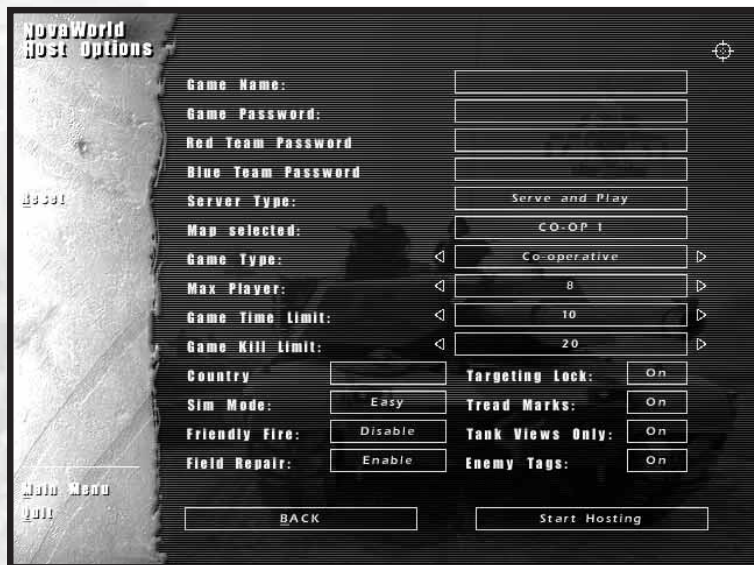 NovaWorld
Host Options
Game Name:
Game Password:
Red Team Password
Blue Team Password
Reset
Server Type: Serve and Play
Map selected: CO-OP 1
Game Type: Co-operative
Max Player: 8
Game Time Limit: 10
Game Kill Limit: 20
Country Targeting Lock: On
Sim Mode: Easy Tread Marks: On
Friendly Fire: Disable Tank Views Only: On
Field Repair: Enable Enemy Tags: On
Main Menu
Quit
BACK Start Hosting